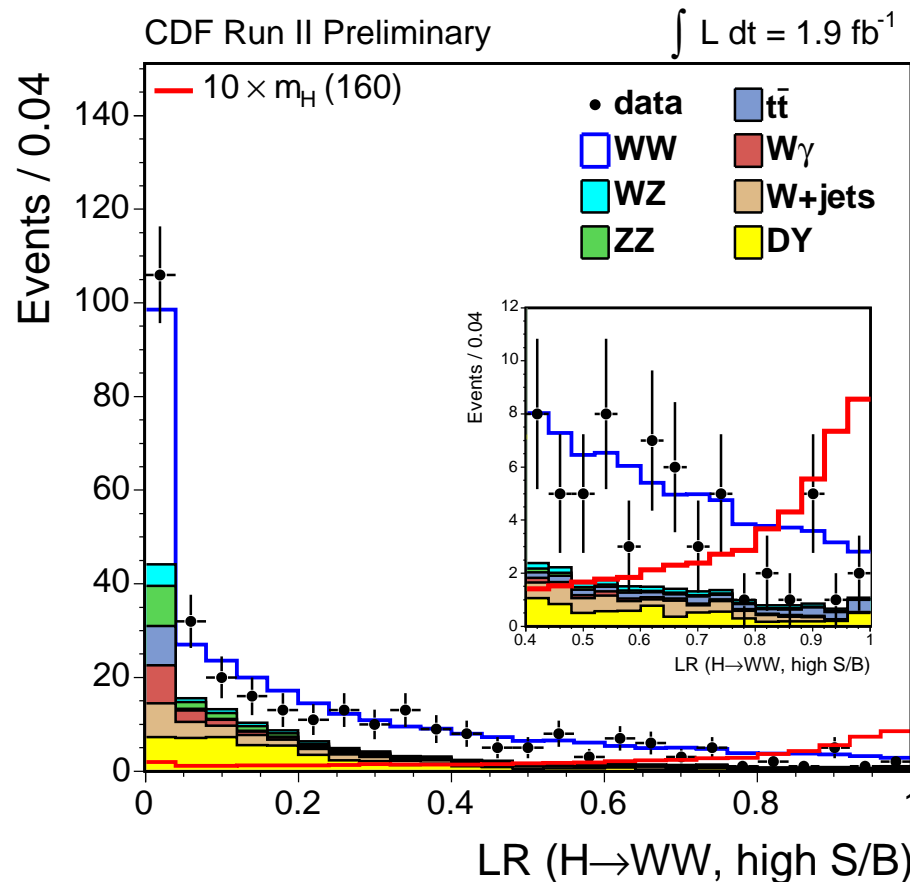 CDF Run II Preliminary
∫ L dt = 1.9 fb⁻¹
10 × m_H (160)
data
WW
WZ
ZZ
tt̄
Wγ
W+jets
DY
Events / 0.04
140
120
100
80
60
40
20
0
0
0.2
0.4
0.6
0.8
1
LR (H→WW, high S/B)
Events / 0.04
12
10
8
6
4
2
0
0.4
0.5
0.6
0.7
0.8
0.9
1
LR (H→WW, high S/B)